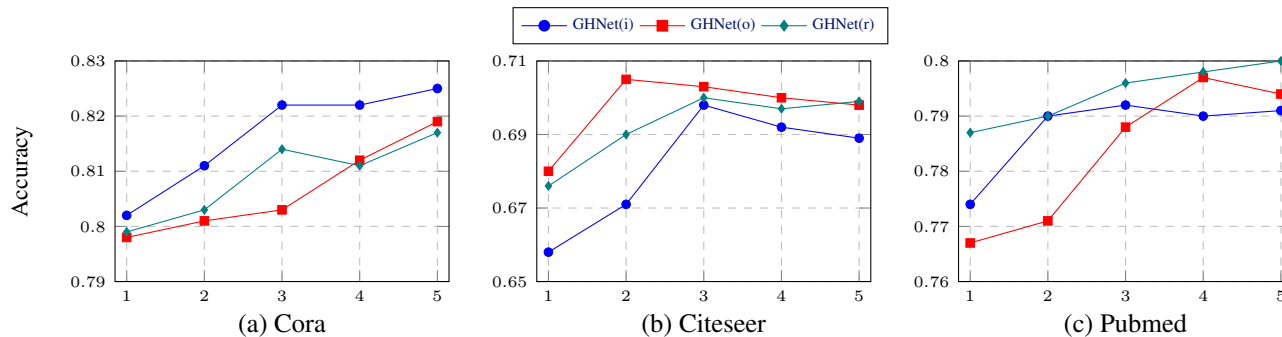 GHNet(i) GHNet(o) GHNet(r)
Accuracy
0.83
0.82
0.81
0.8
0.79
1 2 3 4 5
(a) Cora
0.71
0.69
0.67
0.65
1 2 3 4 5
(b) Citeseer
0.8
0.79
0.78
0.77
0.76
1 2 3 4 5
(c) Pubmed